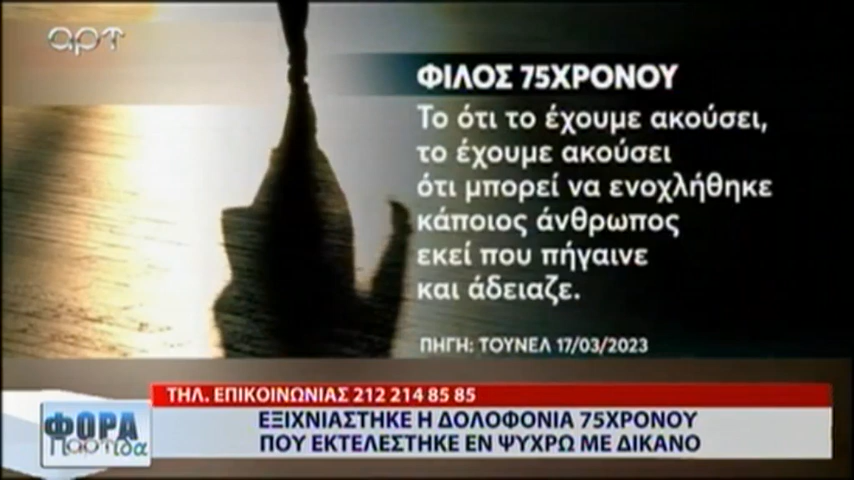 αρτ
ΦΙΛΟΣ 75ΧΡΟΝΟΥ
Το ότι το έχουμε ακούσει,
το έχουμε ακούσει
ότι μπορεί να ενοχλήθηκε
κάποιος άνθρωπος
εκεί που πήγαινε
και άδειαζε.
ΠΗΓΗ: ΤΟΥΝΕΛ 17/03/2023
ΤΗΛ. ΕΠΙΚΟΙΝΩΝΙΑΣ 212 214 85 85
ΦΟΡΑ
Παρτίδα
ΕΞΙΧΝΙΑΣΤΗΚΕ Η ΔΟΛΟΦΟΝΙΑ 75ΧΡΟΝΟΥ
ΠΟΥ ΕΚΤΕΛΕΣΤΗΚΕ ΕΝ ΨΥΧΡΩ ΜΕ ΔΙΚΑΝΟ